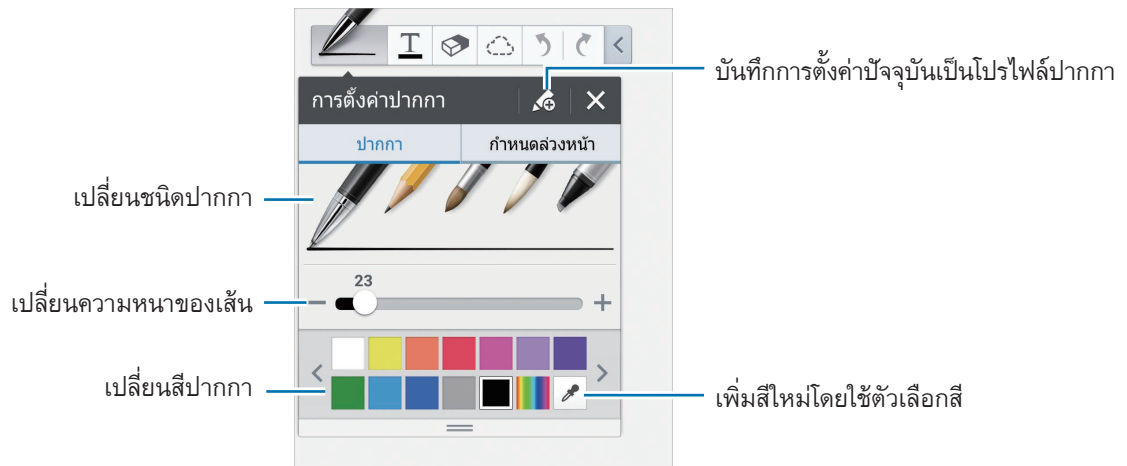 T
บันทึกการตั้งค่าปัจจุบันเป็นโปรไฟล์ปากกา
การตั้งค่าปากกา
ปากกา
กำหนดล่วงหน้า
เปลี่ยนชนิดปากกา
23
เปลี่ยนความหนาของเส้น
เปลี่ยนสีปากกา
เพิ่มสีใหม่โดยใช้ตัวเลือกสี